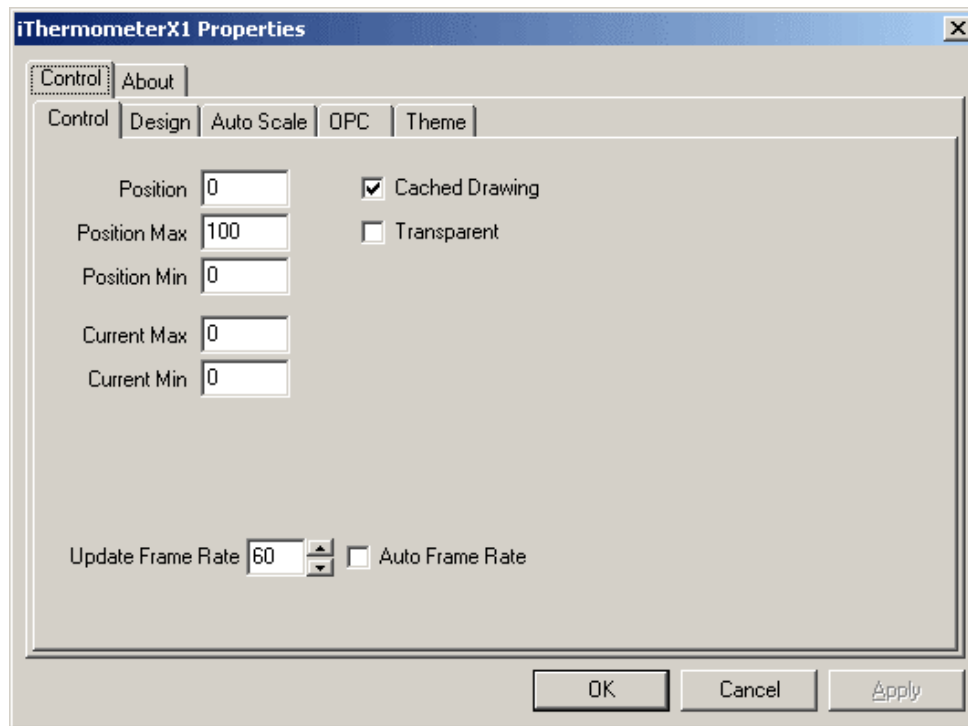 iThermometerX1 Properties
Control About
Control Design Auto Scale OPC Theme
Position 0 Cached Drawing
Position Max 100 Transparent
Position Min 0
Current Max 0
Current Min 0
Update Frame Rate 60 Auto Frame Rate
OK Cancel Apply